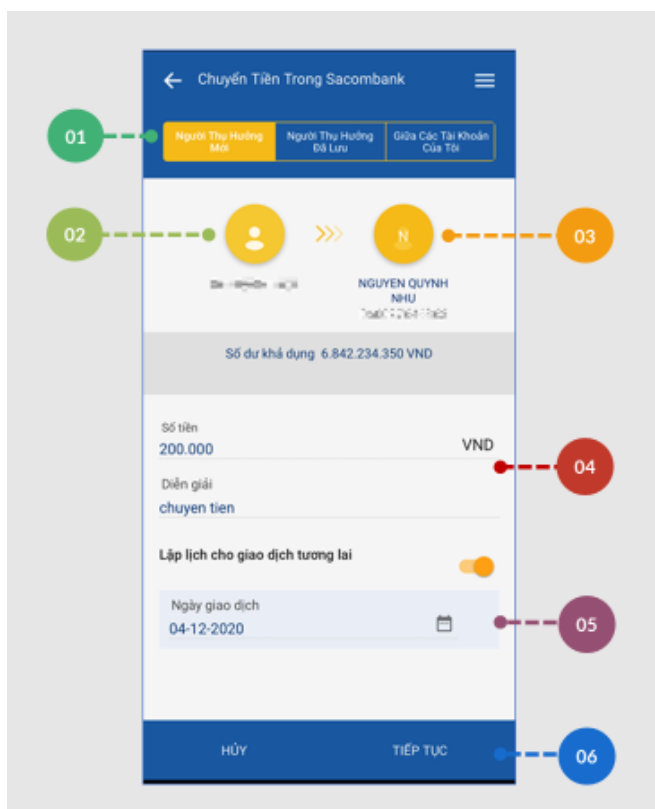 Chuyển Tiền Trong Sacombank
01
Người Thụ Hưởng
Mới
Người Thụ Hưởng
Đã Lưu
Giữa Các Tài Khoản
Của Tôi
02
03
N
NGUYEN QUYNH
NHU
Số dư khả dụng 6.842.234.350 VND
Số tiền
200.000
VND
04
Diễn giải
chuyen tien
Lập lịch cho giao dịch tương lai
Ngày giao dịch
04-12-2020
05
HỦY
TIẾP TỤC
06